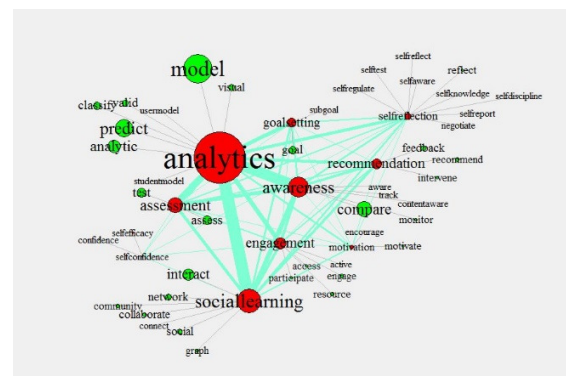 model
visual
classify
valid
usermodel
predict
analytic
analytics
studentmodel
test
assessment
assess
selfefficacy
confidence
selfconfidence
interact
network
community
collaborate
connect
social
graph
sociallearning
engagement
access
participate
active
engage
resource
awareness
goalsetting
subgoal
goal
recommendation
selfreflection
selfreflect
selftest
reflect
selfaware
selfregulate
selfknowledge
selfdiscipline
selfreport
negotiate
feedback
recommend
intervene
aware
track
contentaware
compare
monitor
encourage
motivation
motivate